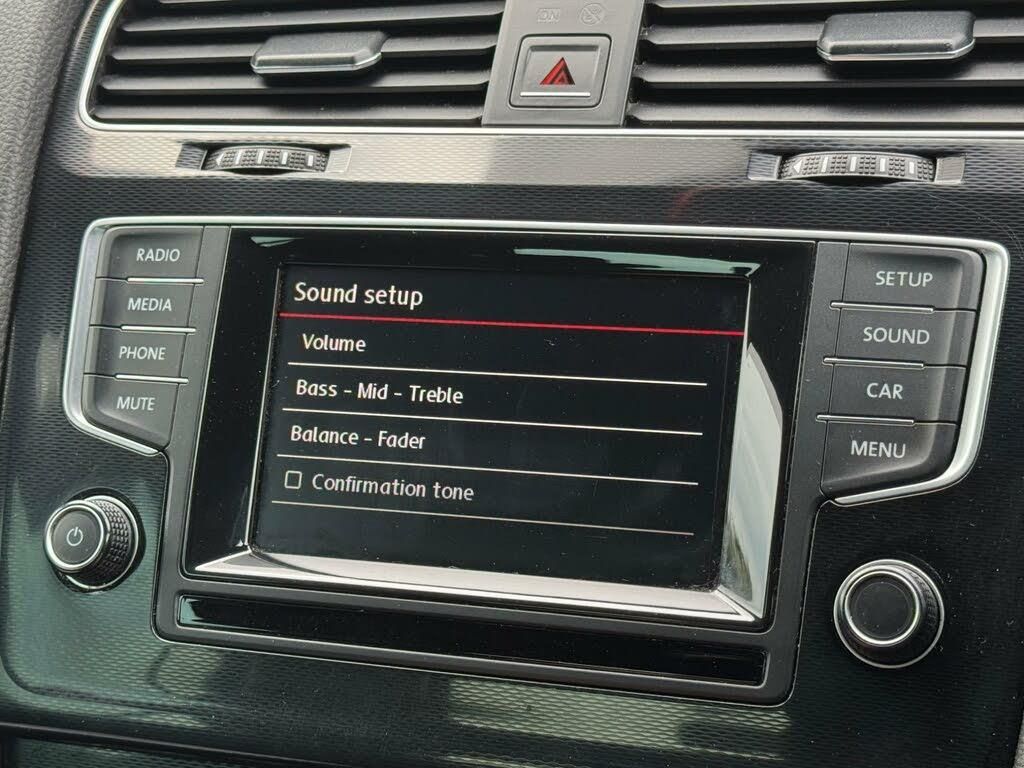 RADIO
MEDIA
PHONE
MUTE
Sound setup
Volume
Bass - Mid - Treble
Balance - Fader
Confirmation tone
SETUP
SOUND
CAR
MENU